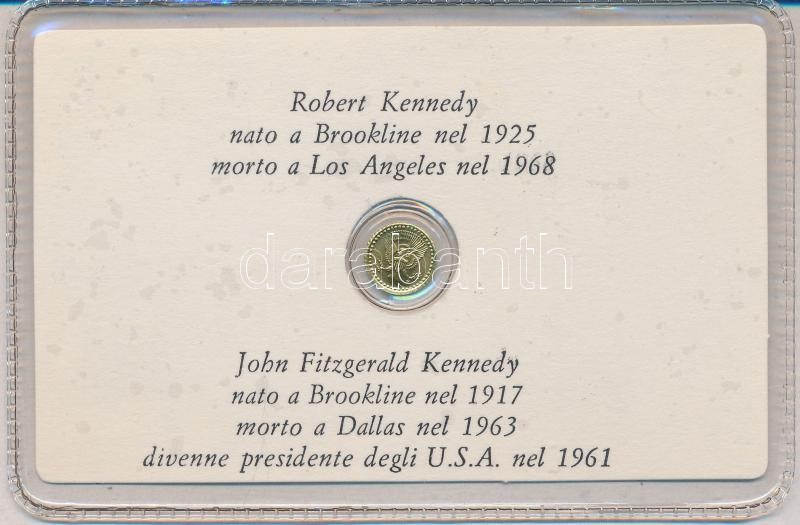 Robert Kennedy
nato a Brookline nel 1925
morto a Los Angeles nel 1968
darabanth
John Fitzgerald Kennedy
nato a Brookline nel 1917
morto a Dallas nel 1963
divenne presidente degli U.S.A. nel 1961